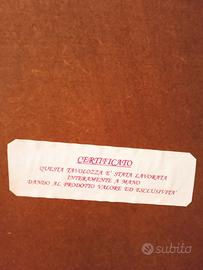 CERTIFICATO
QUESTA TAVOLOZZA E' STATA LAVORATA
INTERAMENTE A MANO
DANDO AL PRODOTTO VALORE ED ESCLUSIVITA'
subito